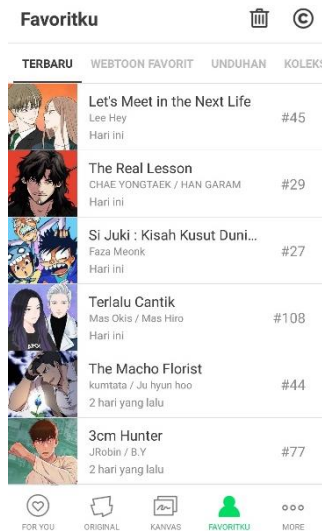 Favoritku
©
TERBARU WEBTOON FAVORIT UNDUHAN KOLEKS
Let's Meet in the Next Life
Lee Hey
#45
Hari ini
The Real Lesson
CHAE YONGTAEK / HAN GARAM
#29
Hari ini
Si Juki : Kisah Kusut Duni...
Faza Meonk
#27
Hari ini
Terlalu Cantik
Mas Okis / Mas Hiro
#108
Hari ini
The Macho Florist
kumtata / Ju hyun hoo
#44
2 hari yang lalu
3cm Hunter
JRobin / B.Y
#77
2 hari yang lalu
FOR YOU ORIGINAL KANVAS FAVORITKU MORE